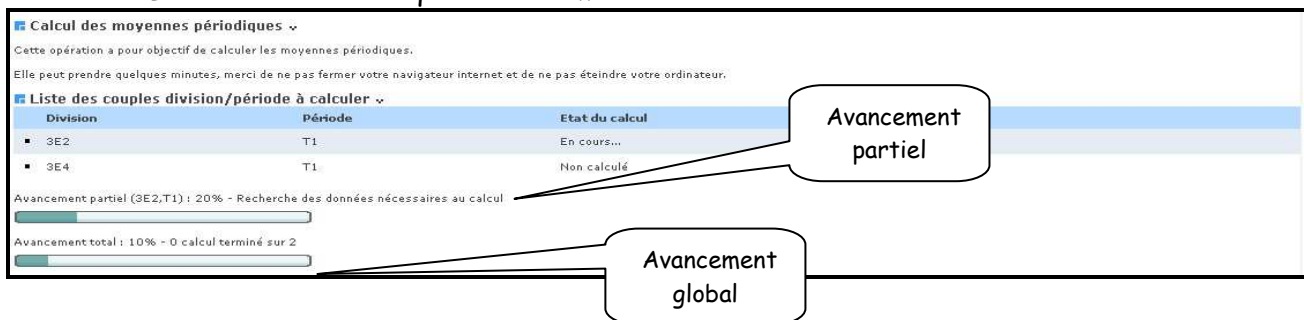 Calcul des moyennes périodiques
Cette opération a pour objectif de calculer les moyennes périodiques.
Elle peut prendre quelques minutes, merci de ne pas fermer votre navigateur internet et de ne pas éteindre votre ordinateur.
Liste des couples division/période à calculer
Division Période Etat du calcul
3E2 T1 En cours...
3E4 T1 Non calculé
Avancement partiel
Avancement partiel (3E2,T1) : 20% - Recherche des données nécessaires au calcul
Avancement total : 10% - 0 calcul terminé sur 2
Avancement global